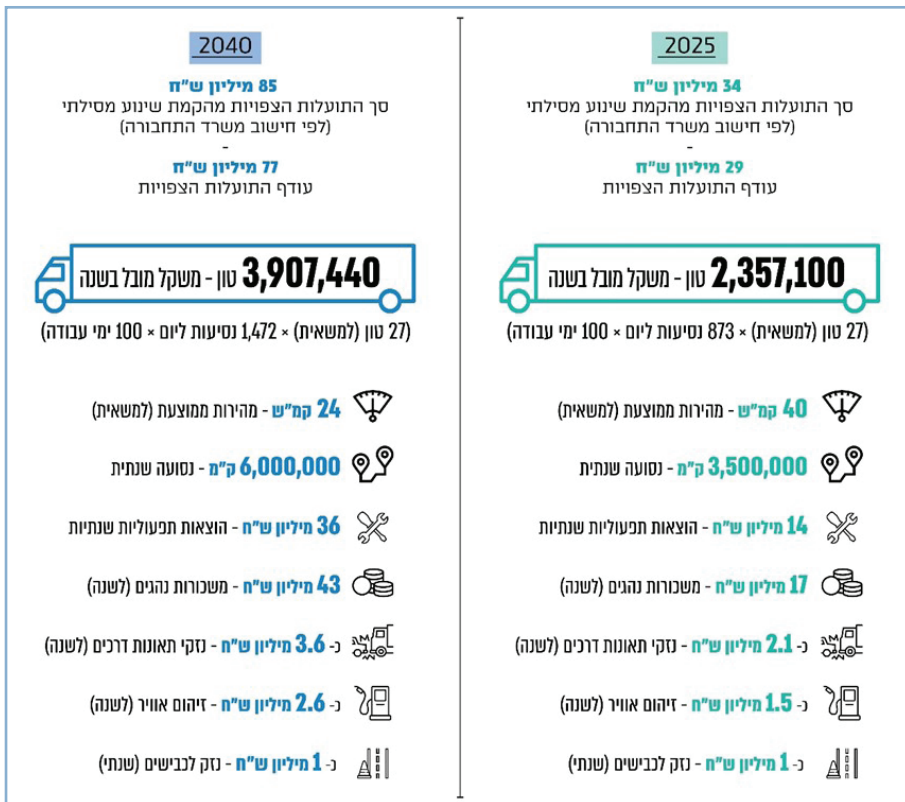 2025
34 מיליון ש"ח
סך התועלות הצפויות מהקמת שינוע מסילתי
(לפי חישוב משרד התחבורה)
-
29 מיליון ש"ח
עודף התועלות הצפויות
2,357,100 טון - משקל מובל בשנה
(27 טון (למשאית) × 873 נסיעות ליום × 100 ימי עבודה)
40 קמ"ש - מהירות ממוצעת (למשאית)
3,500,000 ק"מ - נסועה שנתית
14 מיליון ש"ח - הוצאות תפעוליות שנתיות
17 מיליון ש"ח - משכורות נהגים (לשנה)
כ- 2.1 מיליון ש"ח - נזקי תאונות דרכים (לשנה)
כ- 1.5 מיליון ש"ח - זיהום אוויר (לשנה)
כ- 1 מיליון ש"ח - נזק לכבישים (שנתי)
2040
85 מיליון ש"ח
סך התועלות הצפויות מהקמת שינוע מסילתי
(לפי חישוב משרד התחבורה)
-
77 מיליון ש"ח
עודף התועלות הצפויות
3,907,440 טון - משקל מובל בשנה
(27 טון (למשאית) × 1,472 נסיעות ליום × 100 ימי עבודה)
24 קמ"ש - מהירות ממוצעת (למשאית)
6,000,000 ק"מ - נסועה שנתית
36 מיליון ש"ח - הוצאות תפעוליות שנתיות
43 מיליון ש"ח - משכורות נהגים (לשנה)
כ- 3.6 מיליון ש"ח - נזקי תאונות דרכים (לשנה)
כ- 2.6 מיליון ש"ח - זיהום אוויר (לשנה)
כ- 1 מיליון ש"ח - נזק לכבישים (שנתי)